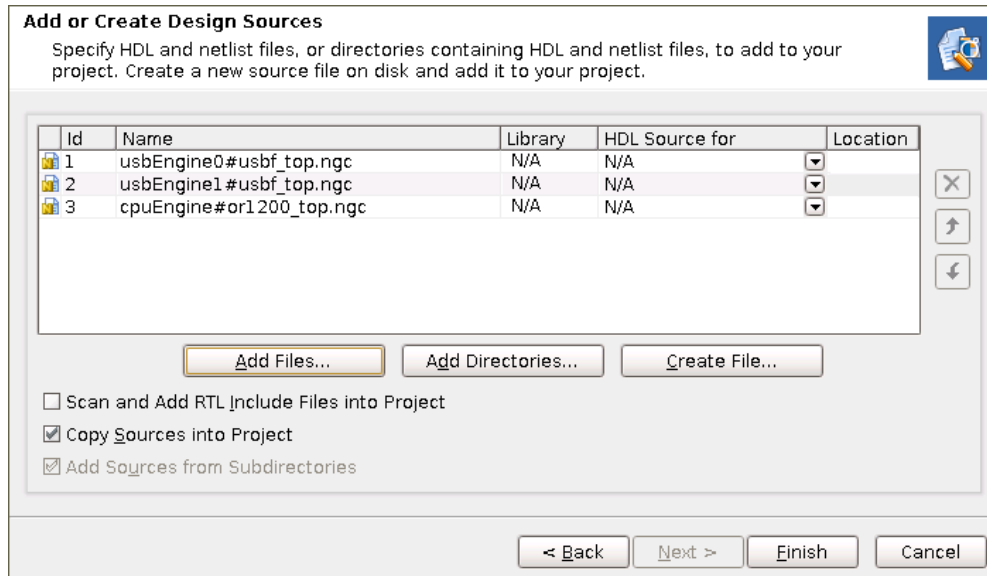 Add or Create Design Sources
Specify HDL and netlist files, or directories containing HDL and netlist files, to add to your
project. Create a new source file on disk and add it to your project.
Id Name Library HDL Source for Location
1 usbEngine0#usbf_top.ngc N/A N/A
2 usbEngine1#usbf_top.ngc N/A N/A
3 cpuEngine#or1200_top.ngc N/A N/A
Add Files... Add Directories... Create File...
Scan and Add RTL Include Files into Project
Copy Sources into Project
Add Sources from Subdirectories
< Back Next > Finish Cancel